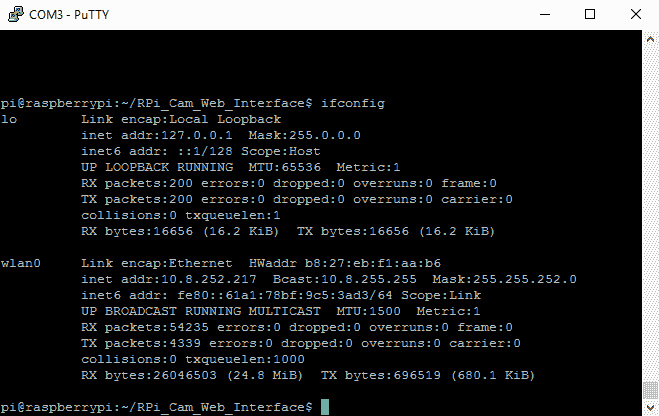 COM3 - PuTTY
pi@raspberrypi:~/RPi_Cam_Web_Interface$ ifconfig
lo        Link encap:Local Loopback
          inet addr:127.0.0.1  Mask:255.0.0.0
          inet6 addr: ::1/128 Scope:Host
          UP LOOPBACK RUNNING  MTU:65536  Metric:1
          RX packets:200 errors:0 dropped:0 overruns:0 frame:0
          TX packets:200 errors:0 dropped:0 overruns:0 carrier:0
          collisions:0 txqueuelen:1
          RX bytes:16656 (16.2 KiB)  TX bytes:16656 (16.2 KiB)
wlan0     Link encap:Ethernet  HWaddr b8:27:eb:f1:aa:b6
          inet addr:10.8.252.217  Bcast:10.8.255.255  Mask:255.255.252.0
          inet6 addr: fe80::61a1:78bf:9c5:3ad3/64 Scope:Link
          UP BROADCAST RUNNING MULTICAST  MTU:1500  Metric:1
          RX packets:54235 errors:0 dropped:0 overruns:0 frame:0
          TX packets:4339 errors:0 dropped:0 overruns:0 carrier:0
          collisions:0 txqueuelen:1000
          RX bytes:26046503 (24.8 MiB)  TX bytes:696519 (680.1 KiB)
pi@raspberrypi:~/RPi_Cam_Web_Interface$